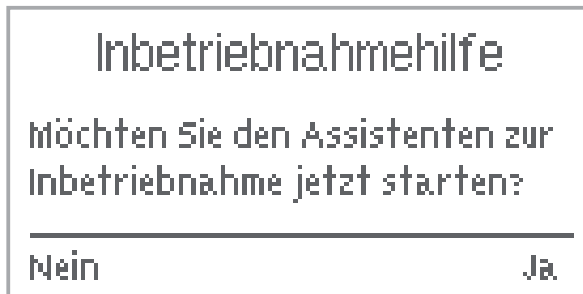 Inbetriebnahmehilfe
Möchten Sie den Assistenten zur
Inbetriebnahme jetzt starten?
Nein Ja